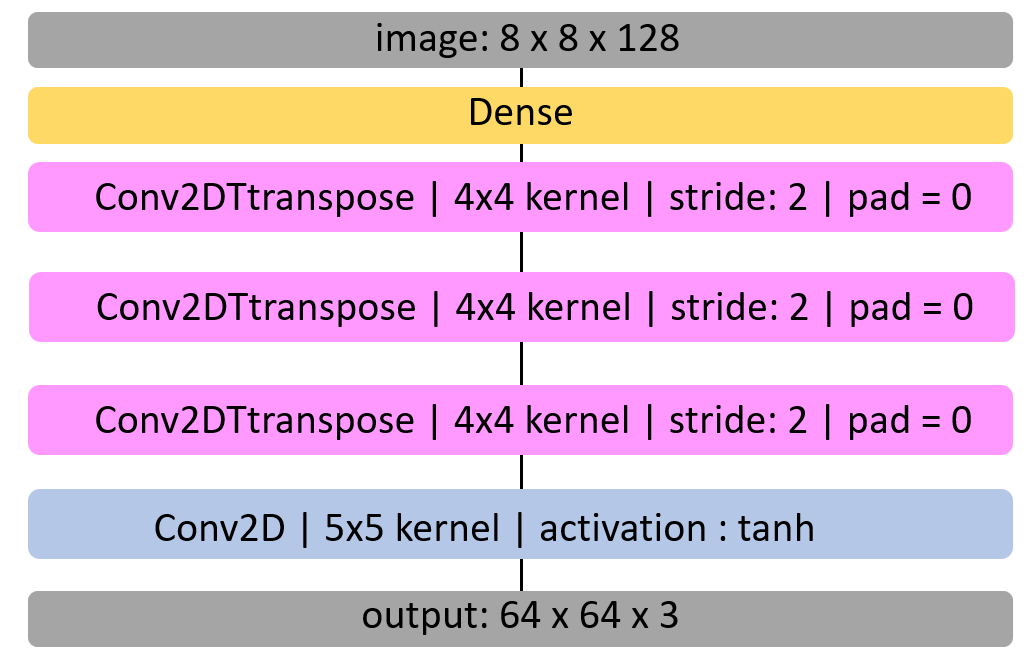 image: 8 x 8 x 128
Dense
Conv2DTtranspose | 4x4 kernel | stride: 2 | pad = 0
Conv2DTtranspose | 4x4 kernel | stride: 2 | pad = 0
Conv2DTtranspose | 4x4 kernel | stride: 2 | pad = 0
Conv2D | 5x5 kernel | activation : tanh
output: 64 x 64 x 3